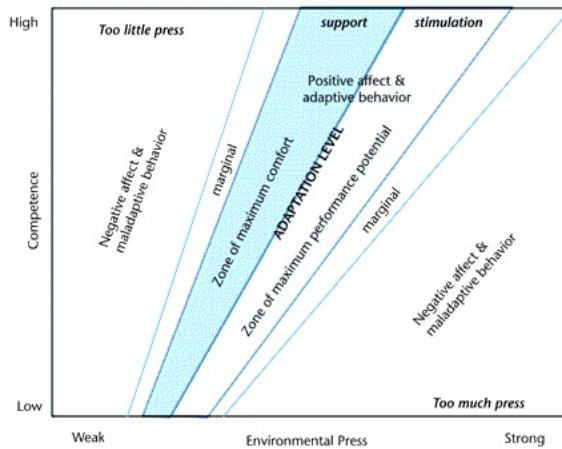 High
Too little press
support
stimulation
Positive affect &
adaptive behavior
Negative affect &
maladaptive behavior
marginal
Zone of maximum comfort
ADAPTATION LEVEL
Zone of maximum performance potential
marginal
Negative affect &
maladaptive behavior
Competence
Too much press
Low
Weak
Environmental Press
Strong